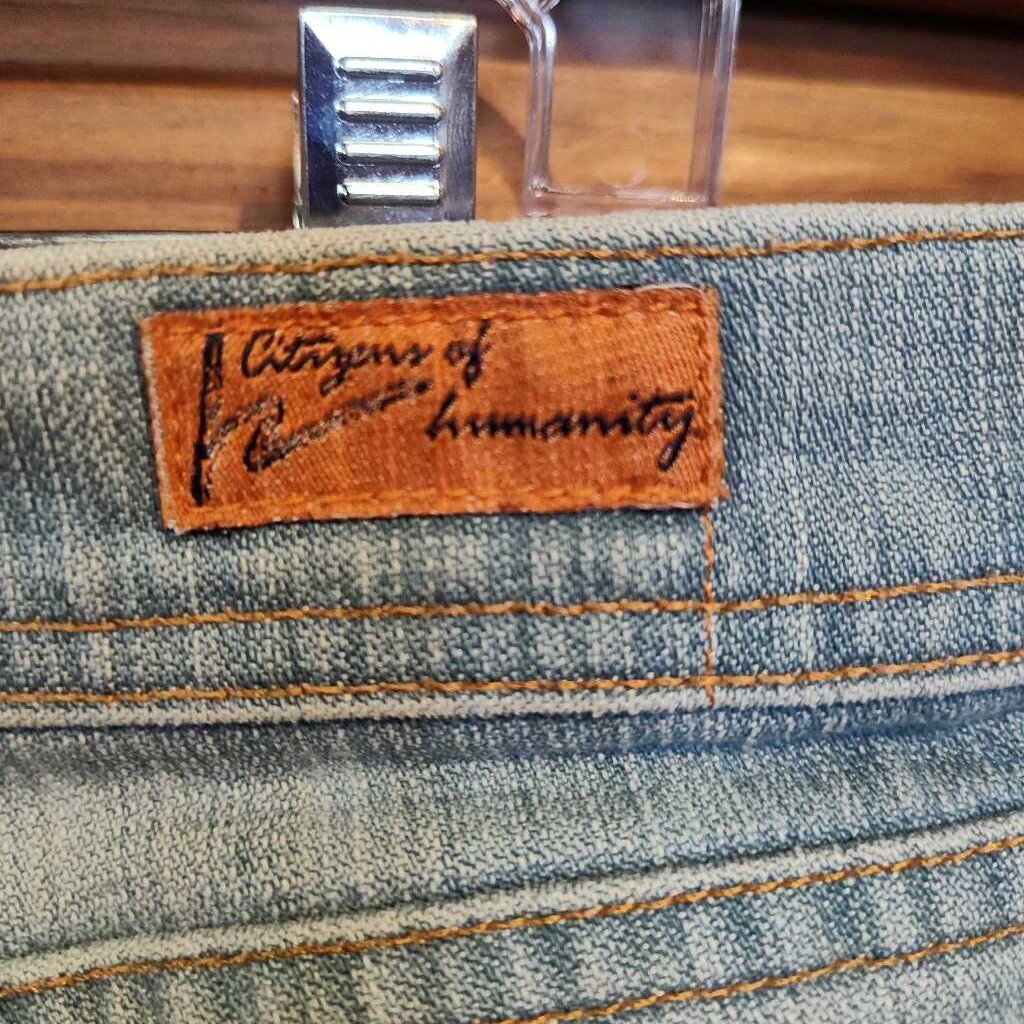 Citizens of
humanity